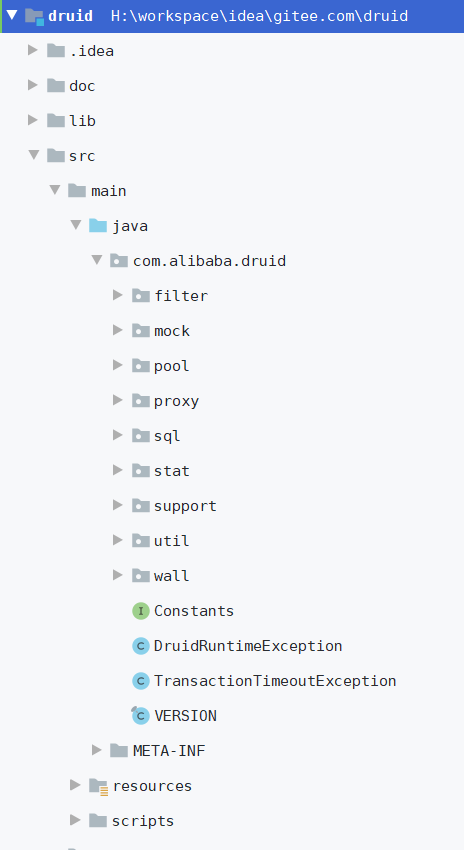 druid H:\workspace\idea\gitee.com\druid
.idea
doc
lib
src
main
java
com.alibaba.druid
filter
mock
pool
proxy
sql
stat
support
util
wall
I Constants
C DruidRuntimeException
C TransactionTimeoutException
C VERSION
META-INF
resources
scripts